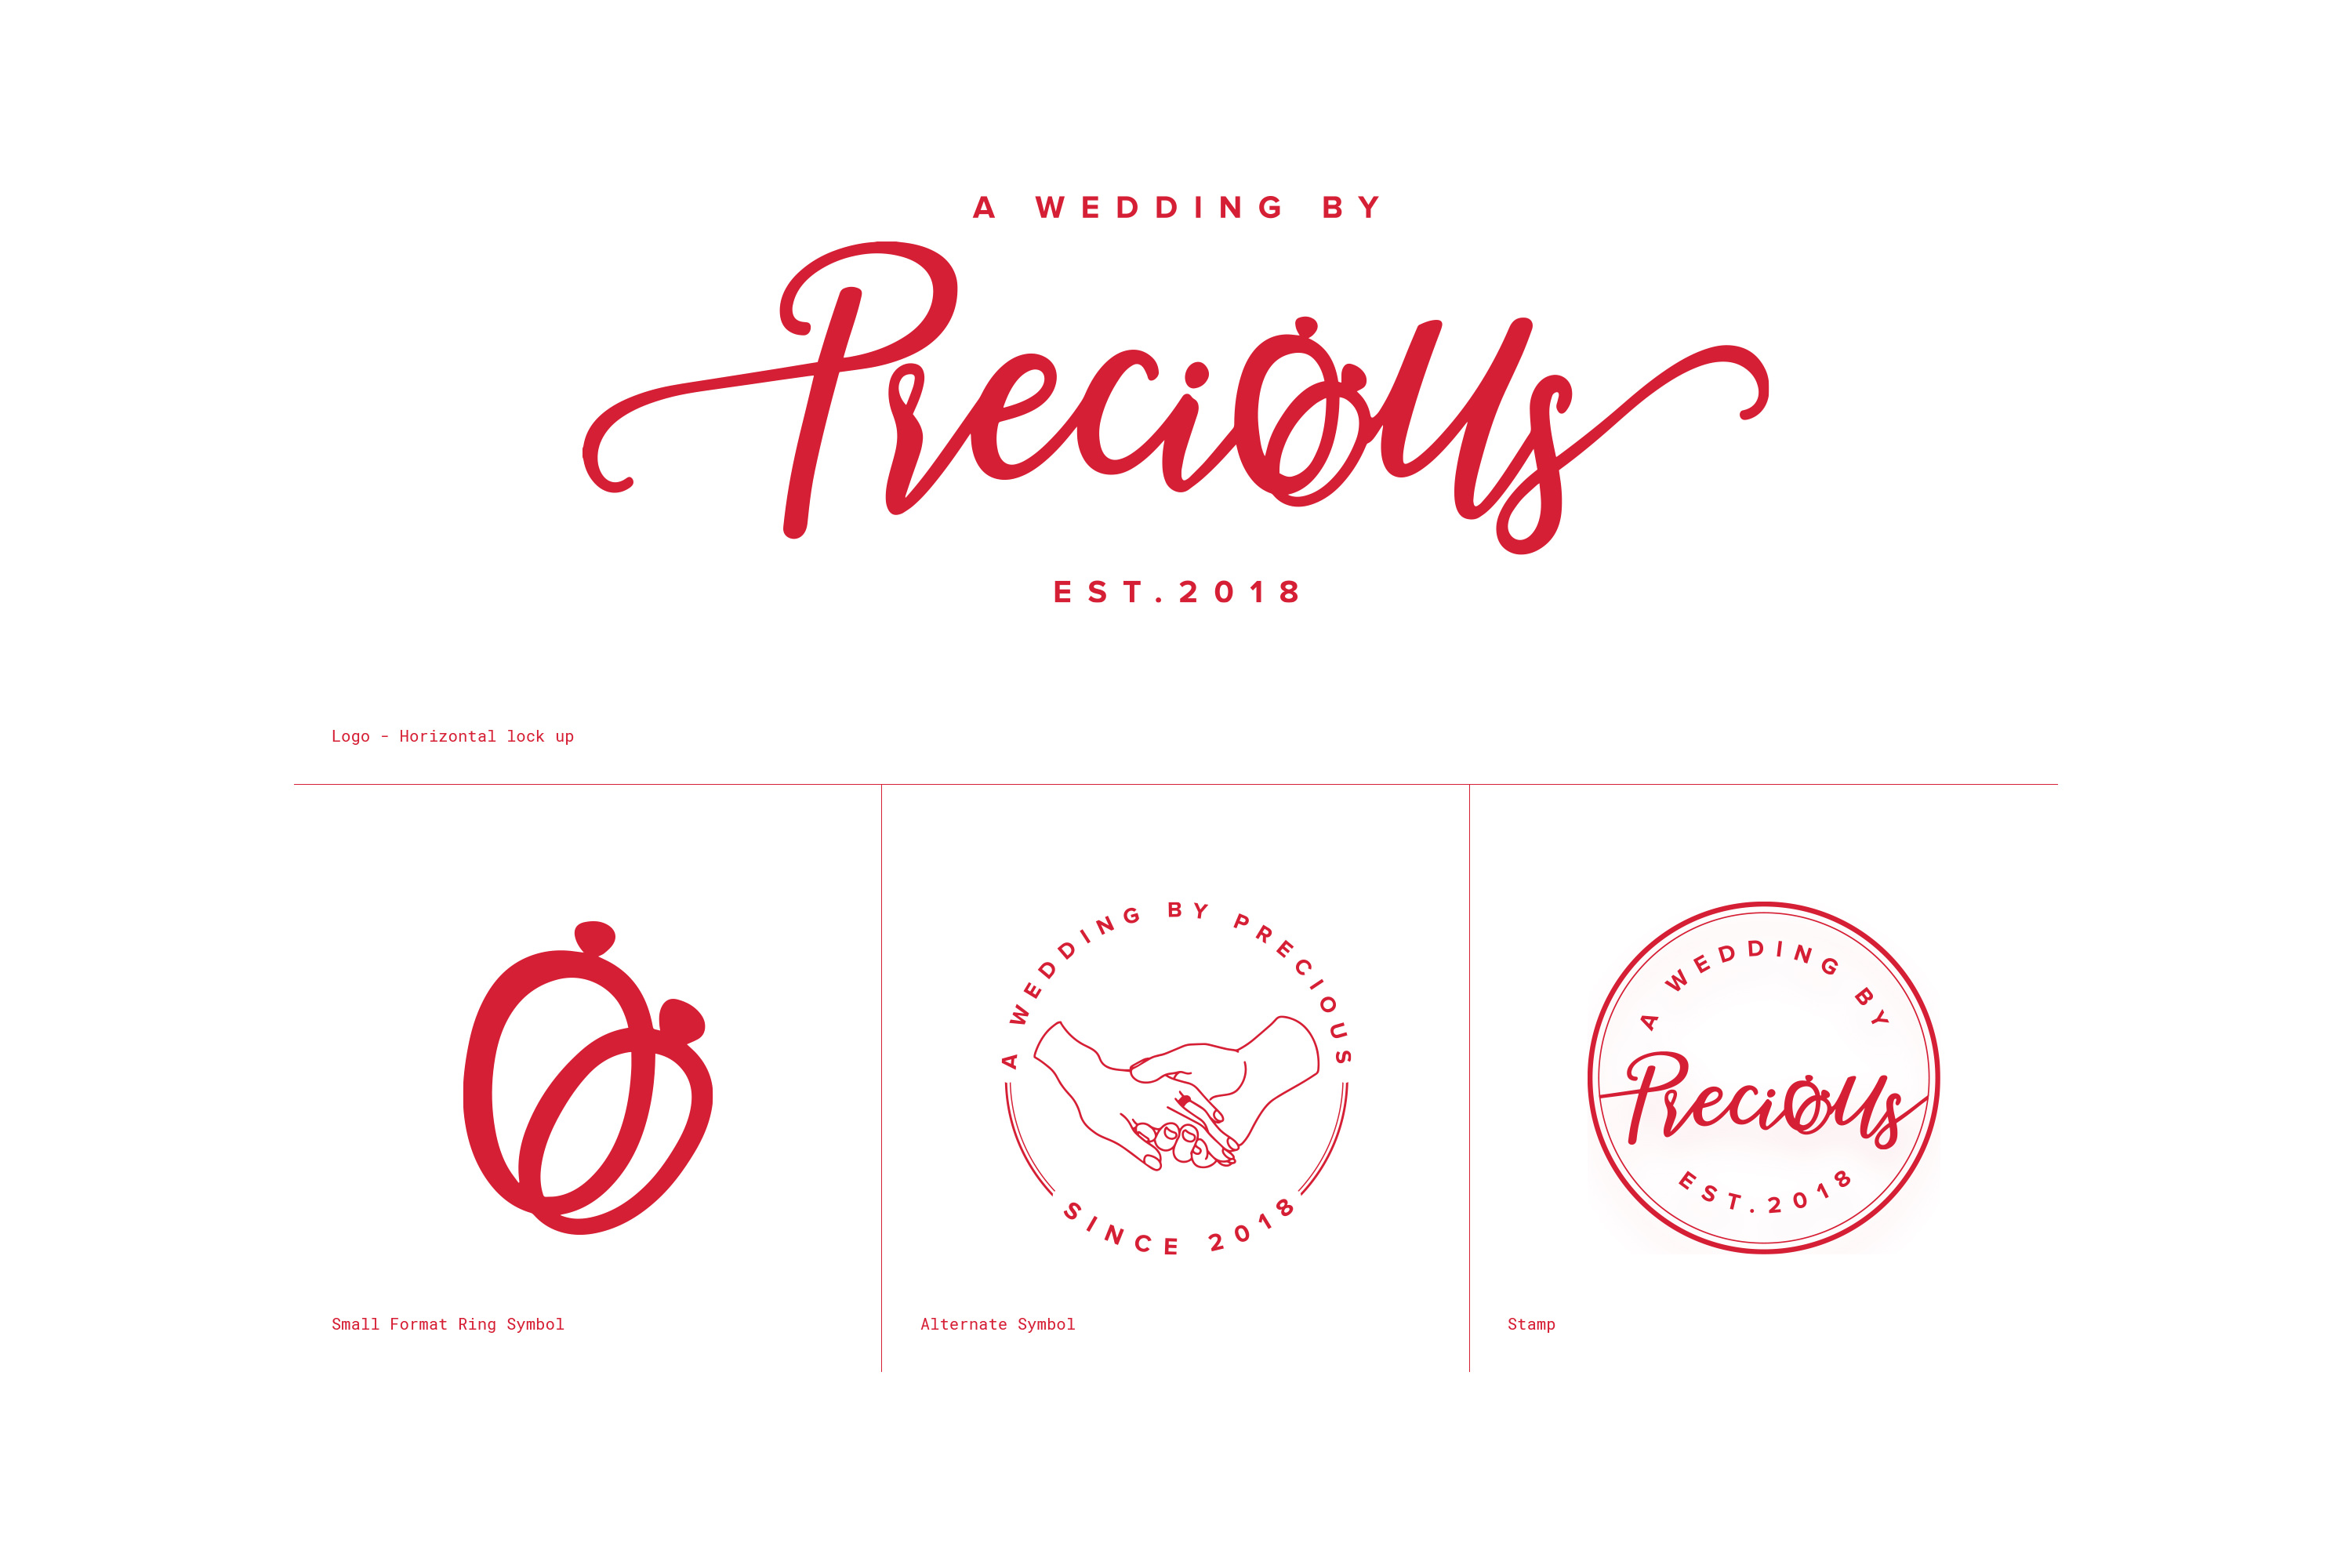 A WEDDING BY
Precious
EST.2018
Logo - Horizontal lock up
Small Format Ring Symbol
A WEDDING BY PRECIOUS
SINCE 2018
Alternate Symbol
A WEDDING BY
Precious
EST.2018
Stamp